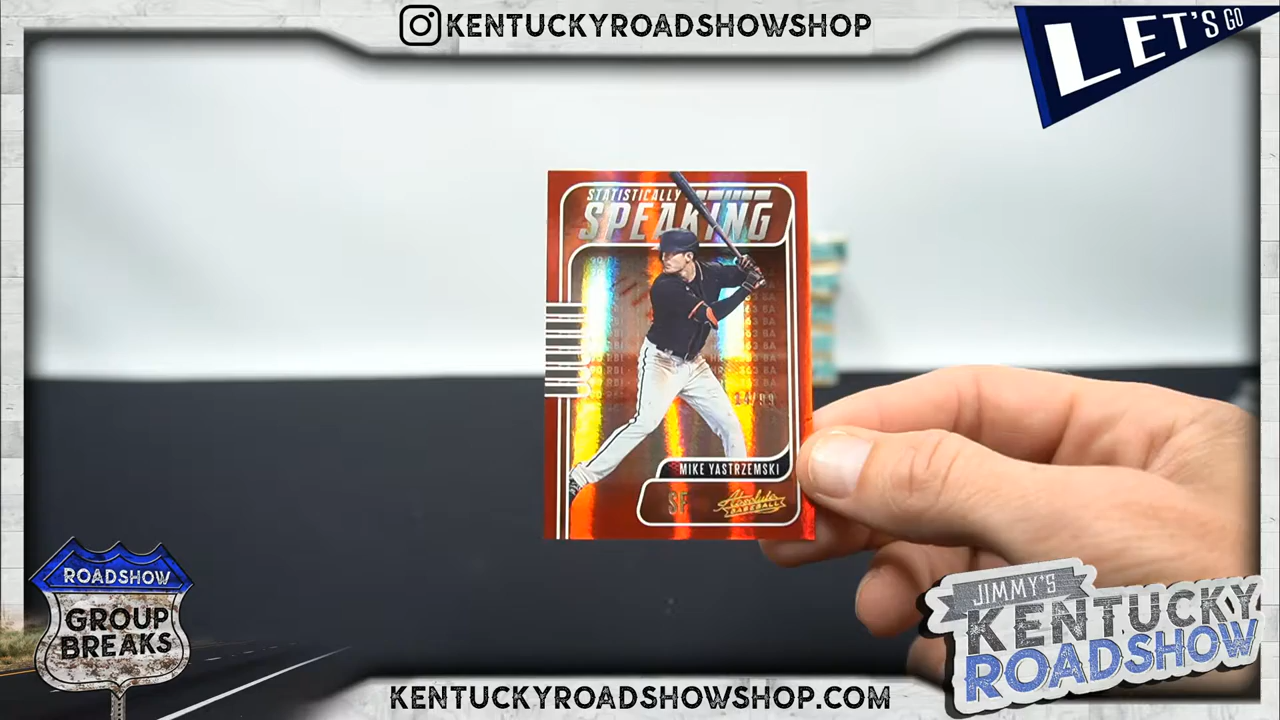 KENTUCKYROADSHOWSHOP
LET'S GO
STATISTICALLY
SPEAKING
MIKE YASTRZEMSKI
SF
Absolute
BASEBALL
ROADSHOW
GROUP
BREAKS
JIMMY'S
KENTUCKY
ROADSHOW
KENTUCKYROADSHOWSHOP.COM